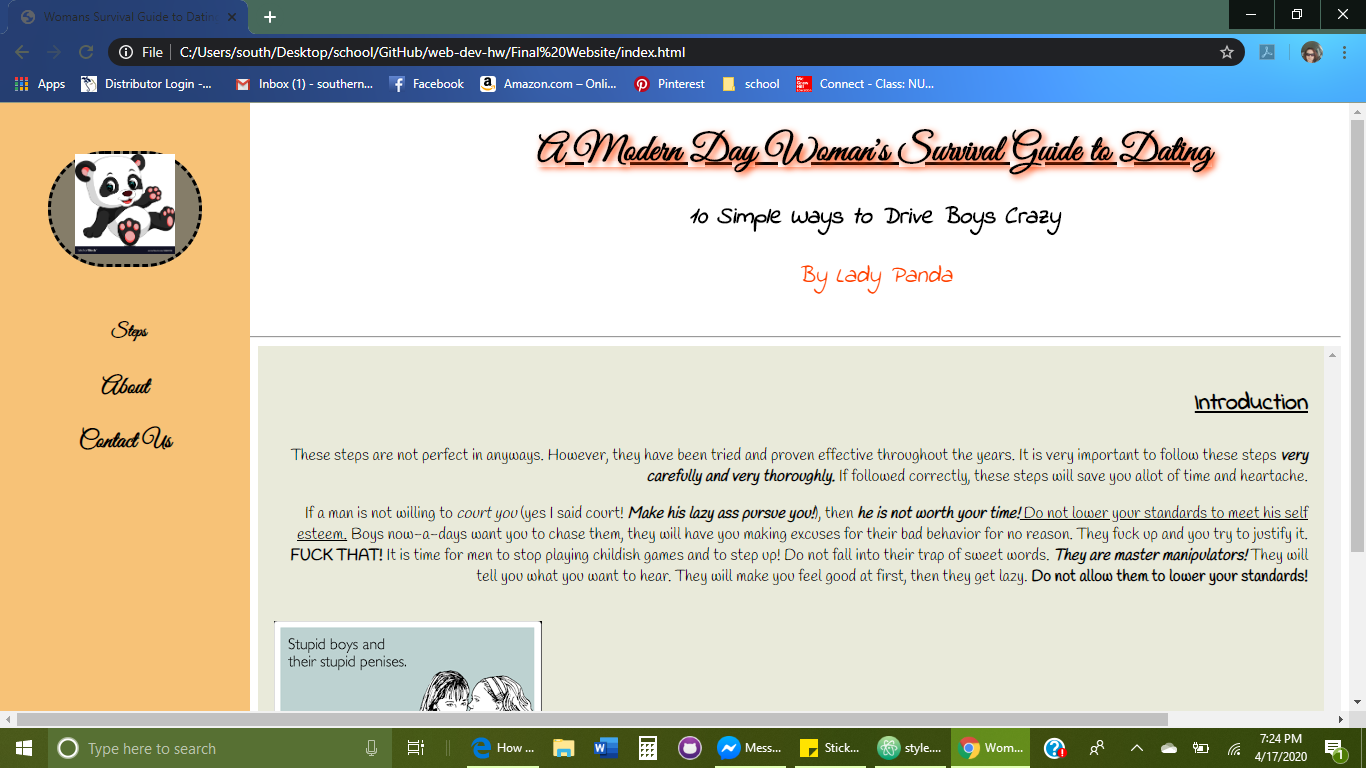 Womans Survival Guide to Datin
File
C:/Users/south/Desktop/school/GitHub/web-dev-hw/Final%20Website/index.html
Apps
Distributor Login -...
Inbox (1) - southern...
Facebook
Amazon.com – Onli...
Pinterest
school
Connect - Class: NU...
A Modern Day Woman's Survival Guide to Dating
10 Simple Ways to Drive Boys Crazy
By Lady Panda
Steps
About
Contact Us
Introduction
These steps are not perfect in anyways. However, they have been tried and proven effective throughout the years. It is very important to follow these steps very
carefully and very thoroughly. If followed correctly, these steps will save you allot of time and heartache.
If a man is not willing to court you (yes I said court! Make his lazy ass pursue you!), then he is not worth your time! Do not lower your standards to meet his self
esteem. Boys now-a-days want you to chase them, they will have you making excuses for their bad behavior for no reason. They fuck up and you try to justify it.
FUCK THAT! It is time for men to stop playing childish games and to step up! Do not fall into their trap of sweet words. They are master manipulators! They will
tell you what you want to hear. They will make you feel good at first, then they get lazy. Do not allow them to lower your standards!
Stupid boys and
their stupid penises.
Type here to search
How ...
Mess...
Stick...
style....
Wom...
7:24 PM
4/17/2020
1